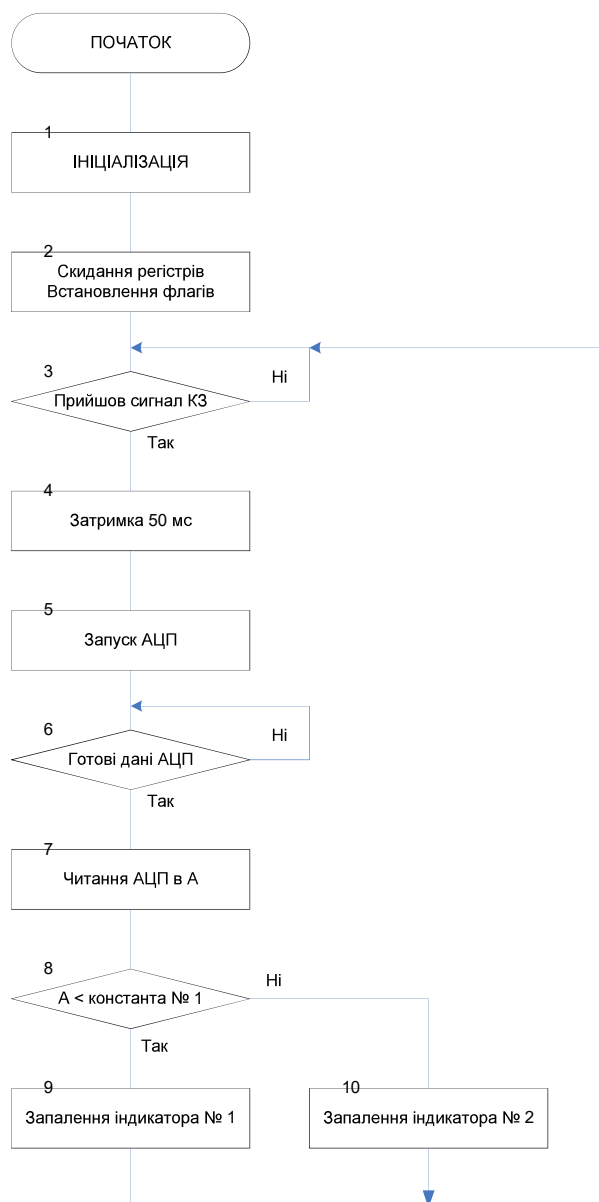 ПОЧАТОК
1
ІНІЦІАЛІЗАЦІЯ
2
Скидання регістрів
Встановлення флагів
3
Ні
Прийшов сигнал КЗ
Так
4
Затримка 50 мс
5
Запуск АЦП
6
Ні
Готові дані АЦП
Так
7
Читання АЦП в А
8
Ні
А < константа № 1
Так
9
10
Запалення індикатора № 1
Запалення індикатора № 2